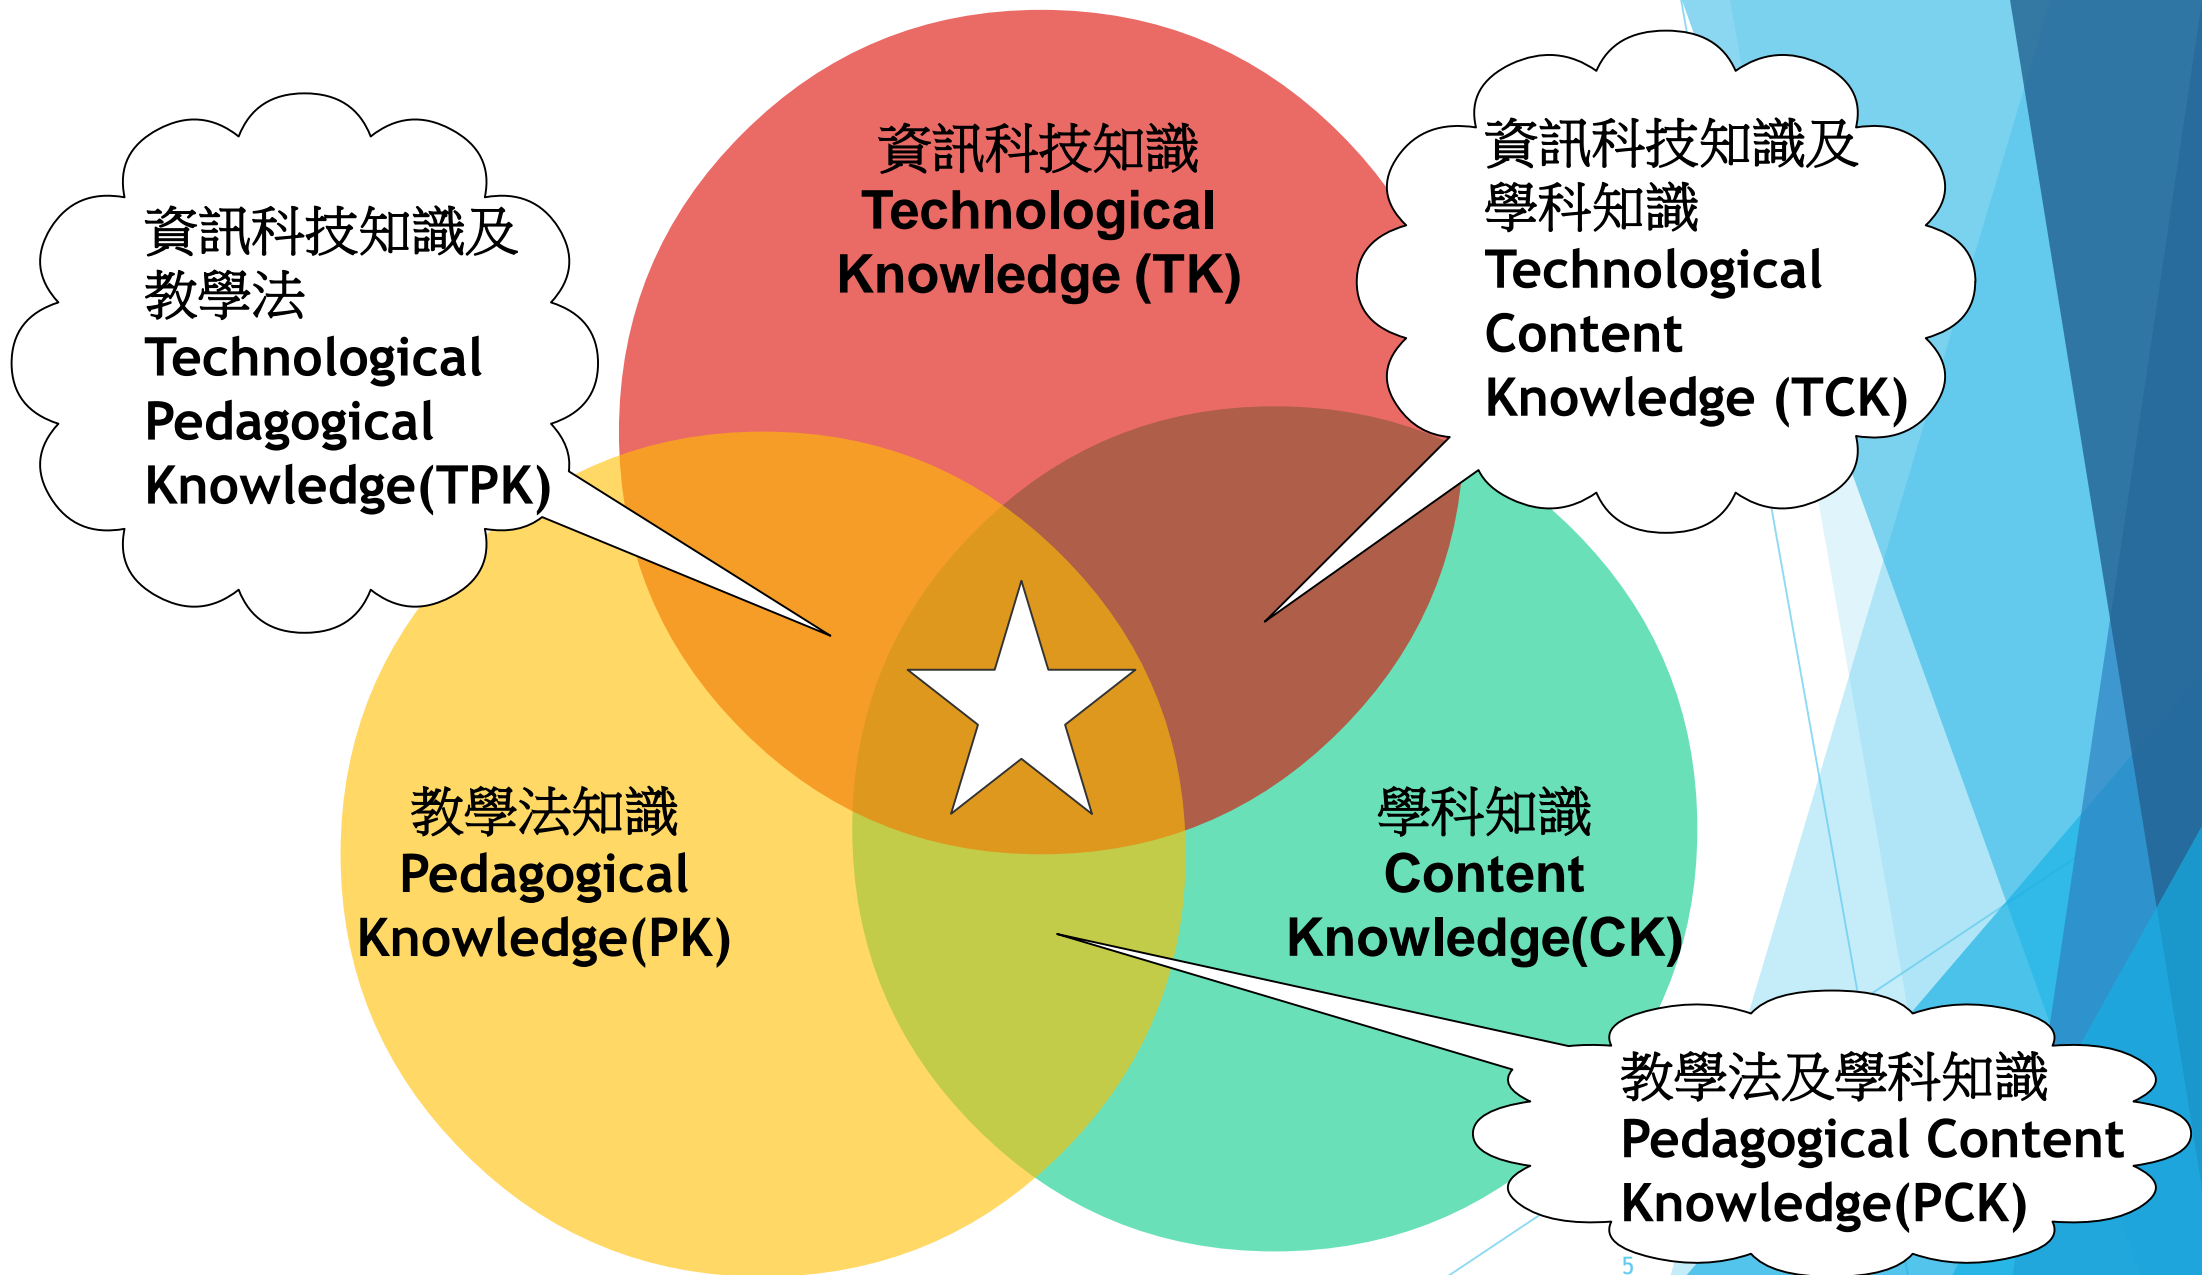 資訊科技知識
Technological
Knowledge (TK)
資訊科技知識及
教學法
Technological
Pedagogical
Knowledge(TPK)
資訊科技知識及
學科知識
Technological
Content
Knowledge (TCK)
教學法知識
Pedagogical
Knowledge(PK)
學科知識
Content
Knowledge(CK)
教學法及學科知識
Pedagogical Content
Knowledge(PCK)
5